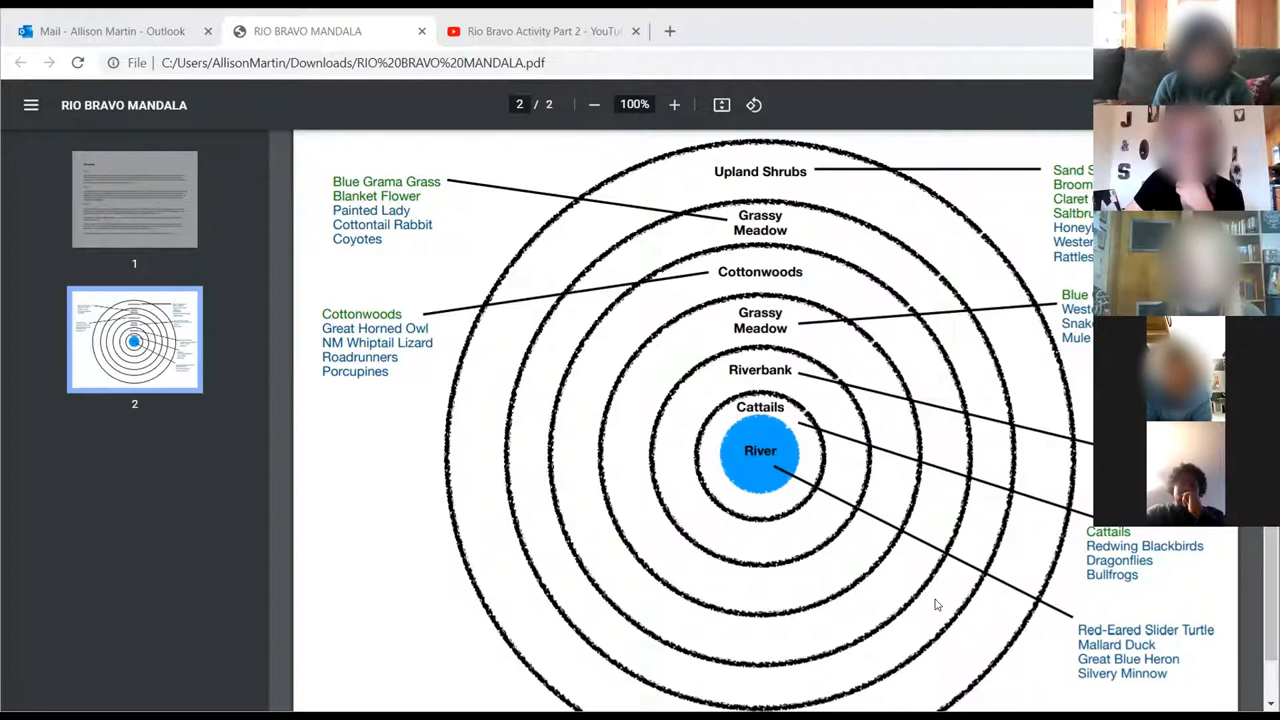 Mail - Allison Martin - Outlook
RIO BRAVO MANDALA
Rio Bravo Activity Part 2 - YouTu
File
C:/Users/AllisonMartin/Downloads/RIO%20BRAVO%20MANDALA.pdf
RIO BRAVO MANDALA
2 / 2
100%
1
2
Blue Grama Grass
Blanket Flower
Painted Lady
Cottontail Rabbit
Coyotes
Cottonwoods
Great Horned Owl
NM Whiptail Lizard
Roadrunners
Porcupines
Upland Shrubs
Grassy
Meadow
Cottonwoods
Grassy
Meadow
Riverbank
Cattails
River
Sand S
Broom
Claret
Saltbru
Honey
Wester
Rattles
Blue
West
Snak
Mule
Cattails
Redwing Blackbirds
Dragonflies
Bullfrogs
Red-Eared Slider Turtle
Mallard Duck
Great Blue Heron
Silvery Minnow
J
&
S